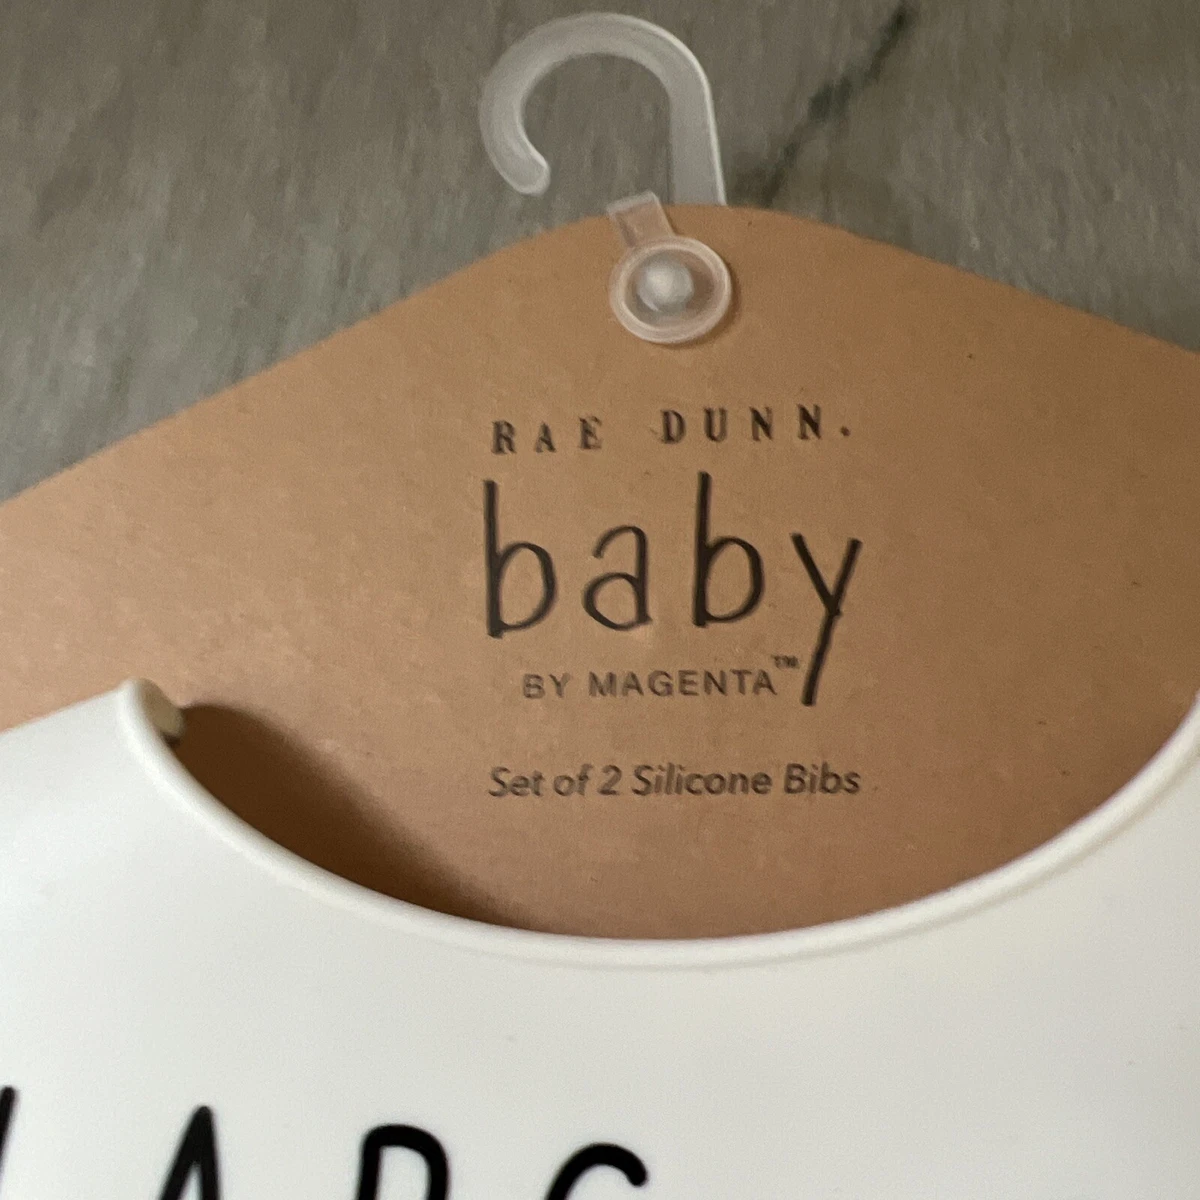 RAE DUNN.
baby
BY MAGENTA™
Set of 2 Silicone Bibs